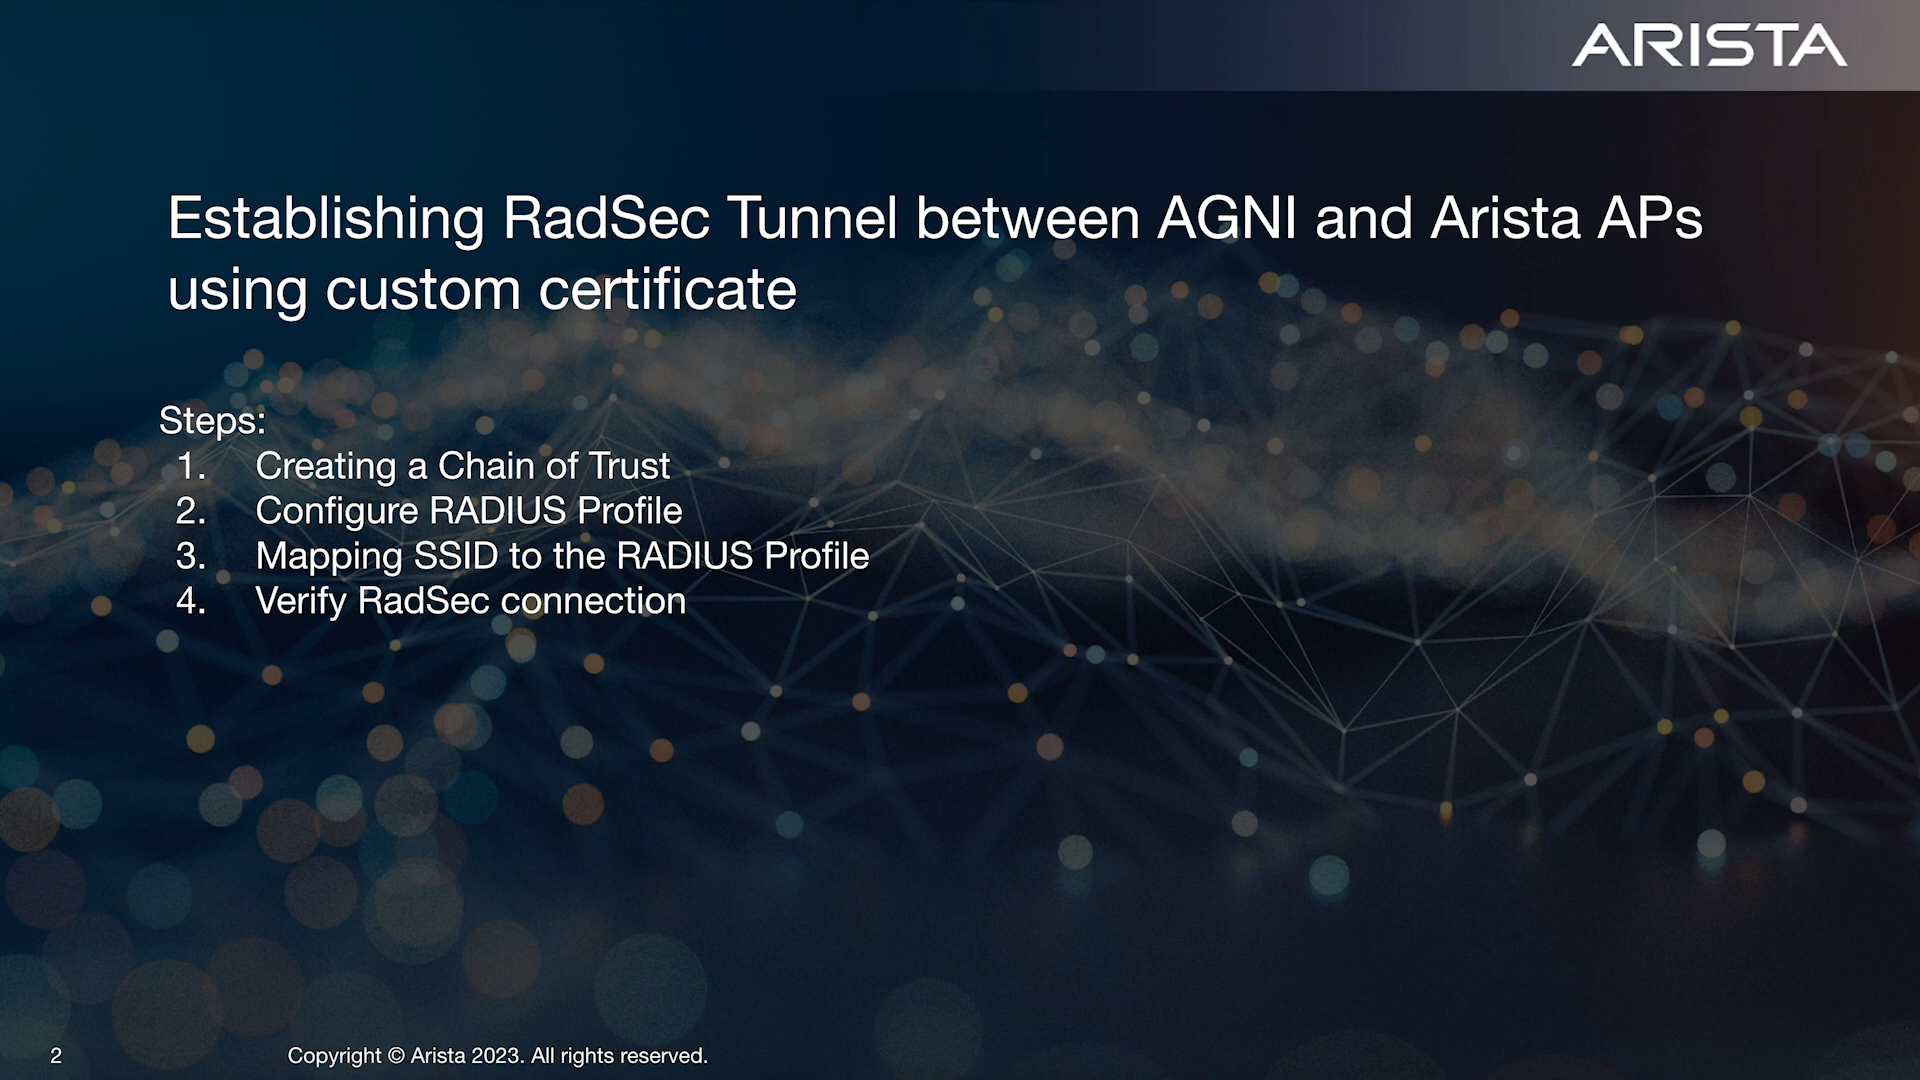 ARISTA
Establishing RadSec Tunnel between AGNI and Arista APs
using custom certificate
Steps:
1. Creating a Chain of Trust
2. Configure RADIUS Profile
3. Mapping SSID to the RADIUS Profile
4. Verify RadSec connection
2 Copyright © Arista 2023. All rights reserved.